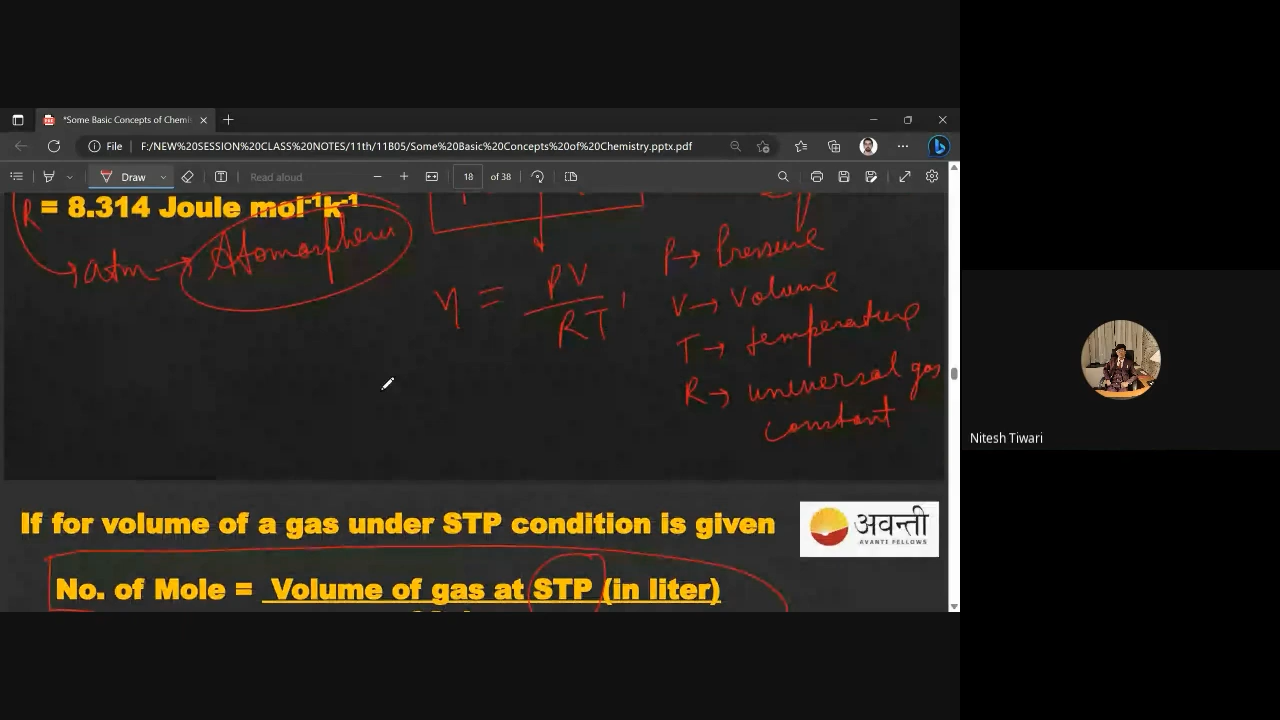 *Some Basic Concepts of Chemis
File
F:/NEW%20SESSION%20CLASS%20NOTES/11th/11B05/Some%20Basic%20Concepts%20of%20Chemistry.pptx.pdf
Draw
Read aloud
18
of 38
R = 8.314 Joule mol-1k-1
atm → Atomosphere
η = PV
RT
P → Pressure
V → Volume
T → temperature
R → universal gas
constant
Nitesh Tiwari
If for volume of a gas under STP condition is given
अवन्ती
AVANTI FELLOWS
No. of Mole = Volume of gas at STP (in liter)